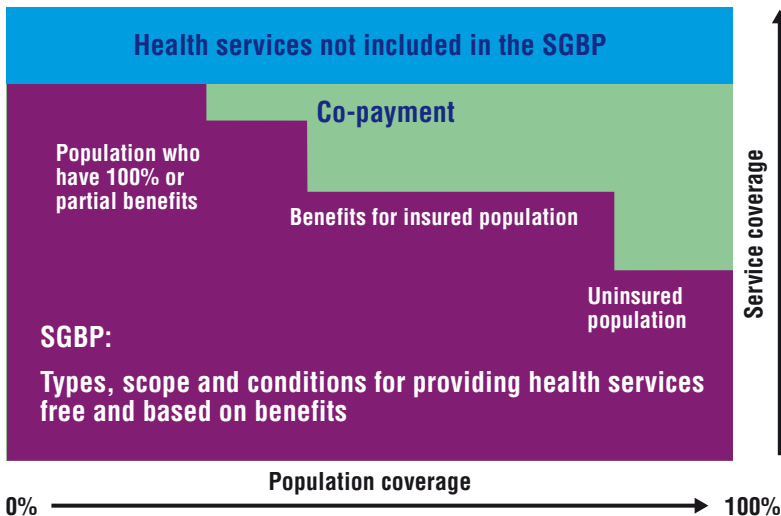 Health services not included in the SGBP
Co-payment
Population who
have 100% or
partial benefits
Benefits for insured population
Uninsured
population
SGBP:
Types, scope and conditions for providing health services
free and based on benefits
Service coverage
Population coverage
0%
100%